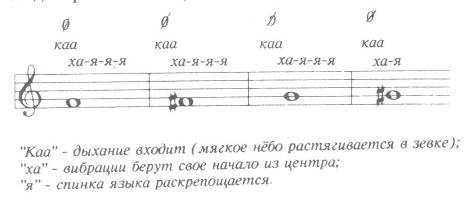 каа каа каа каа
ха-я-я-я ха-я-я-я ха-я-я-я ха-я
"Каа" - дыхание входит (мягкое нёбо растягивается в зевке);
"ха" - вибрации берут свое начало из центра;
"я" - спинка языка раскрепощается.